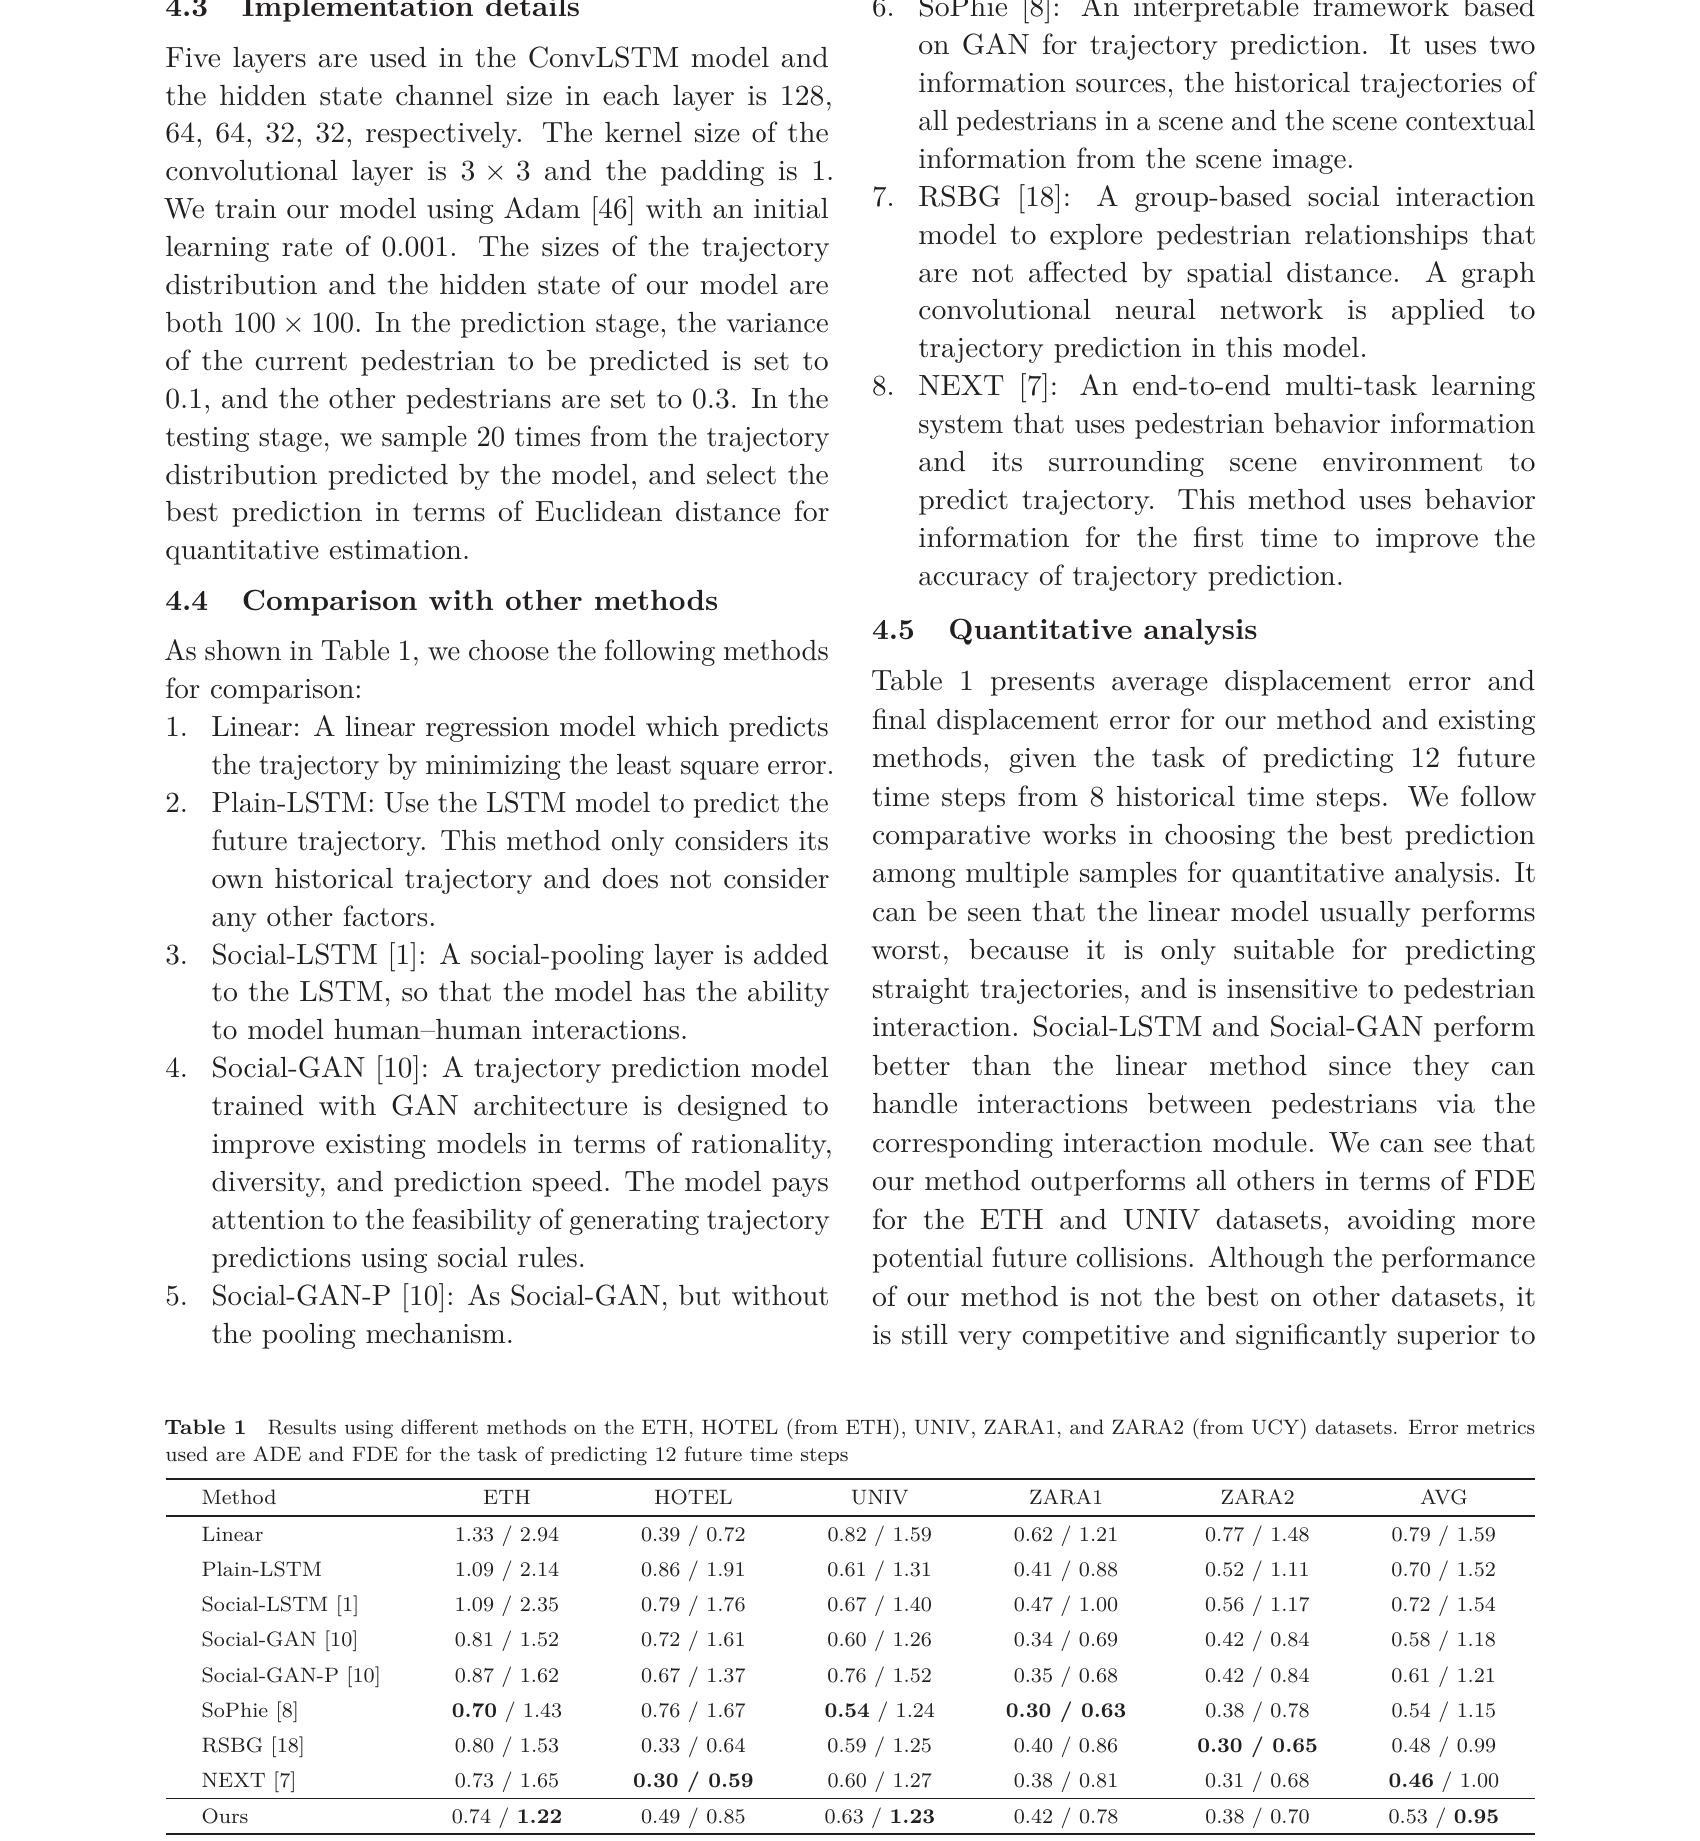 4.3 Implementation details
Five layers are used in the ConvLSTM model and
the hidden state channel size in each layer is 128,
64, 64, 32, 32, respectively. The kernel size of the
convolutional layer is 3 × 3 and the padding is 1.
We train our model using Adam [46] with an initial
learning rate of 0.001. The sizes of the trajectory
distribution and the hidden state of our model are
both 100 × 100. In the prediction stage, the variance
of the current pedestrian to be predicted is set to
0.1, and the other pedestrians are set to 0.3. In the
testing stage, we sample 20 times from the trajectory
distribution predicted by the model, and select the
best prediction in terms of Euclidean distance for
quantitative estimation.
4.4 Comparison with other methods
As shown in Table 1, we choose the following methods
for comparison:
1. Linear: A linear regression model which predicts
the trajectory by minimizing the least square error.
2. Plain-LSTM: Use the LSTM model to predict the
future trajectory. This method only considers its
own historical trajectory and does not consider
any other factors.
3. Social-LSTM [1]: A social-pooling layer is added
to the LSTM, so that the model has the ability
to model human–human interactions.
4. Social-GAN [10]: A trajectory prediction model
trained with GAN architecture is designed to
improve existing models in terms of rationality,
diversity, and prediction speed. The model pays
attention to the feasibility of generating trajectory
predictions using social rules.
5. Social-GAN-P [10]: As Social-GAN, but without
the pooling mechanism.
6. SoPhie [8]: An interpretable framework based
on GAN for trajectory prediction. It uses two
information sources, the historical trajectories of
all pedestrians in a scene and the scene contextual
information from the scene image.
7. RSBG [18]: A group-based social interaction
model to explore pedestrian relationships that
are not affected by spatial distance. A graph
convolutional neural network is applied to
trajectory prediction in this model.
8. NEXT [7]: An end-to-end multi-task learning
system that uses pedestrian behavior information
and its surrounding scene environment to
predict trajectory. This method uses behavior
information for the first time to improve the
accuracy of trajectory prediction.
4.5 Quantitative analysis
Table 1 presents average displacement error and
final displacement error for our method and existing
methods, given the task of predicting 12 future
time steps from 8 historical time steps. We follow
comparative works in choosing the best prediction
among multiple samples for quantitative analysis. It
can be seen that the linear model usually performs
worst, because it is only suitable for predicting
straight trajectories, and is insensitive to pedestrian
interaction. Social-LSTM and Social-GAN perform
better than the linear method since they can
handle interactions between pedestrians via the
corresponding interaction module. We can see that
our method outperforms all others in terms of FDE
for the ETH and UNIV datasets, avoiding more
potential future collisions. Although the performance
of our method is not the best on other datasets, it
is still very competitive and significantly superior to
Table 1 Results using different methods on the ETH, HOTEL (from ETH), UNIV, ZARA1, and ZARA2 (from UCY) datasets. Error metrics
used are ADE and FDE for the task of predicting 12 future time steps
Method ETH HOTEL UNIV ZARA1 ZARA2 AVG
Linear 1.33 / 2.94 0.39 / 0.72 0.82 / 1.59 0.62 / 1.21 0.77 / 1.48 0.79 / 1.59
Plain-LSTM 1.09 / 2.14 0.86 / 1.91 0.61 / 1.31 0.41 / 0.88 0.52 / 1.11 0.70 / 1.52
Social-LSTM [1] 1.09 / 2.35 0.79 / 1.76 0.67 / 1.40 0.47 / 1.00 0.56 / 1.17 0.72 / 1.54
Social-GAN [10] 0.81 / 1.52 0.72 / 1.61 0.60 / 1.26 0.34 / 0.69 0.42 / 0.84 0.58 / 1.18
Social-GAN-P [10] 0.87 / 1.62 0.67 / 1.37 0.76 / 1.52 0.35 / 0.68 0.42 / 0.84 0.61 / 1.21
SoPhie [8] 0.70 / 1.43 0.76 / 1.67 0.54 / 1.24 0.30 / 0.63 0.38 / 0.78 0.54 / 1.15
RSBG [18] 0.80 / 1.53 0.33 / 0.64 0.59 / 1.25 0.40 / 0.86 0.30 / 0.65 0.48 / 0.99
NEXT [7] 0.73 / 1.65 0.30 / 0.59 0.60 / 1.27 0.38 / 0.81 0.31 / 0.68 0.46 / 1.00
Ours 0.74 / 1.22 0.49 / 0.85 0.63 / 1.23 0.42 / 0.78 0.38 / 0.70 0.53 / 0.95